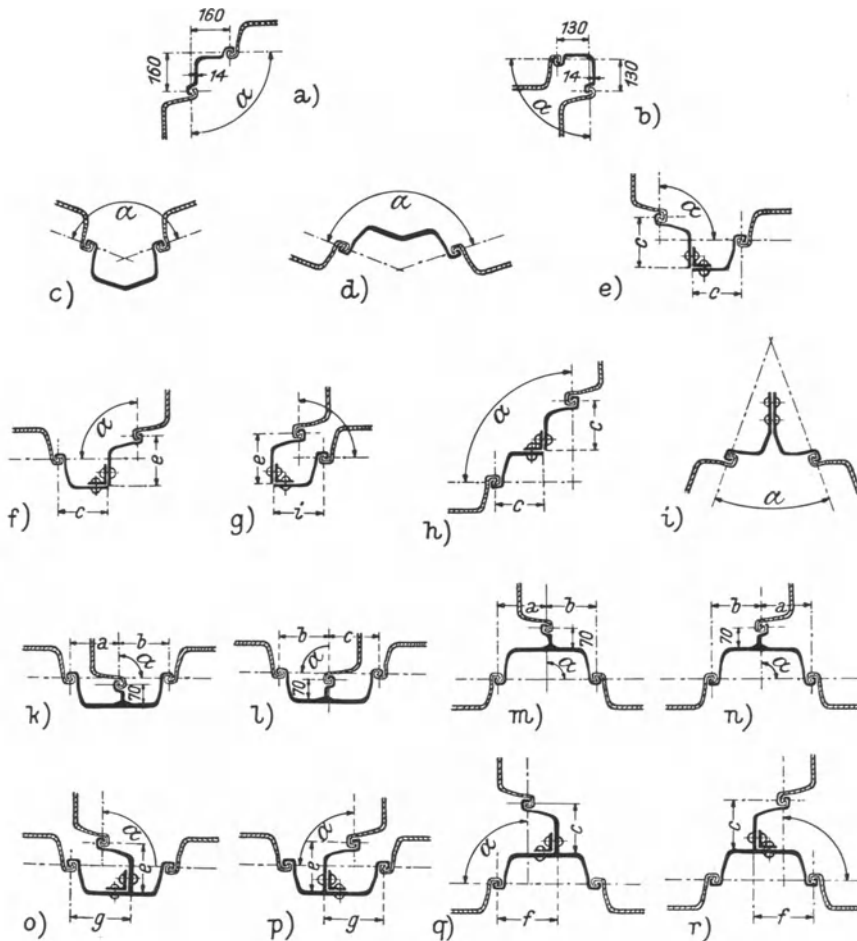 160
160
14
α
a)
130
14
130
α
b)
α
c)
α
d)
α
c
c
e)
α
e
c
f)
e
i
g)
α
c
c
h)
α
i)
a b
α
70
k)
b c
α
70
l)
a b
70
α
m)
b a
70
α
n)
α
e
g
o)
α
e
g
p)
α
c
f
q)
c
f
r)